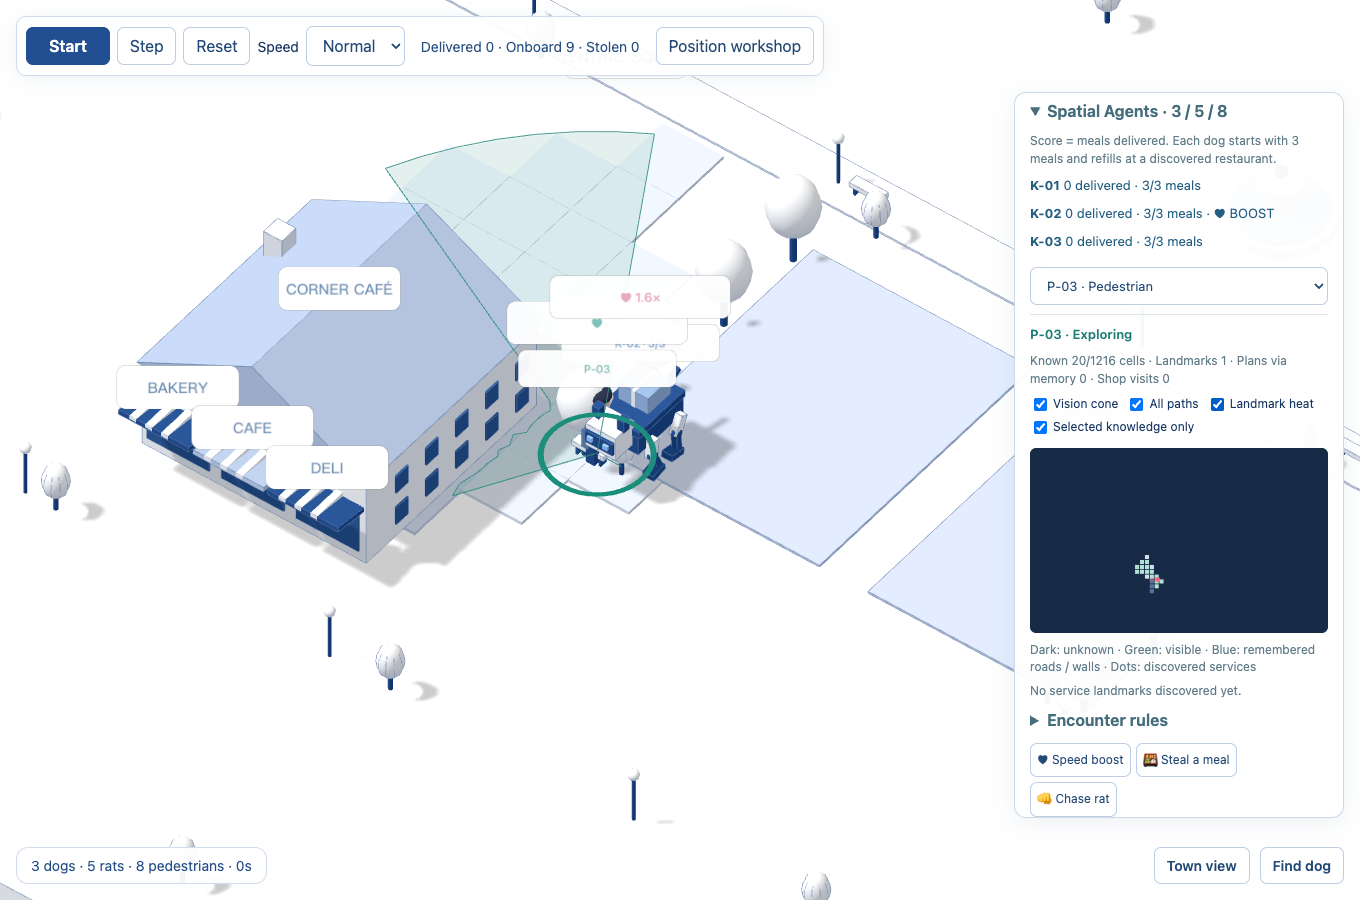 Start
Step
Reset
Speed
Normal
Delivered 0 · Onboard 9 · Stolen 0
Position workshop
▼ Spatial Agents · 3 / 5 / 8
Score = meals delivered. Each dog starts with 3
meals and refills at a discovered restaurant.
K-01 0 delivered · 3/3 meals
K-02 0 delivered · 3/3 meals · ♥ BOOST
K-03 0 delivered · 3/3 meals
P-03 · Pedestrian
P-03 · Exploring
Known 20/1216 cells · Landmarks 1 · Plans via
memory 0 · Shop visits 0
Vision cone
All paths
Landmark heat
Selected knowledge only
Dark: unknown · Green: visible · Blue: remembered
roads / walls · Dots: discovered services
No service landmarks discovered yet.
▶ Encounter rules
♥ Speed boost
🍱 Steal a meal
👊 Chase rat
CORNER CAFÉ
♥ 1.6×
♥
K-02 · 3/3
P-03
BAKERY
CAFE
DELI
3 dogs · 5 rats · 8 pedestrians · 0s
Town view
Find dog